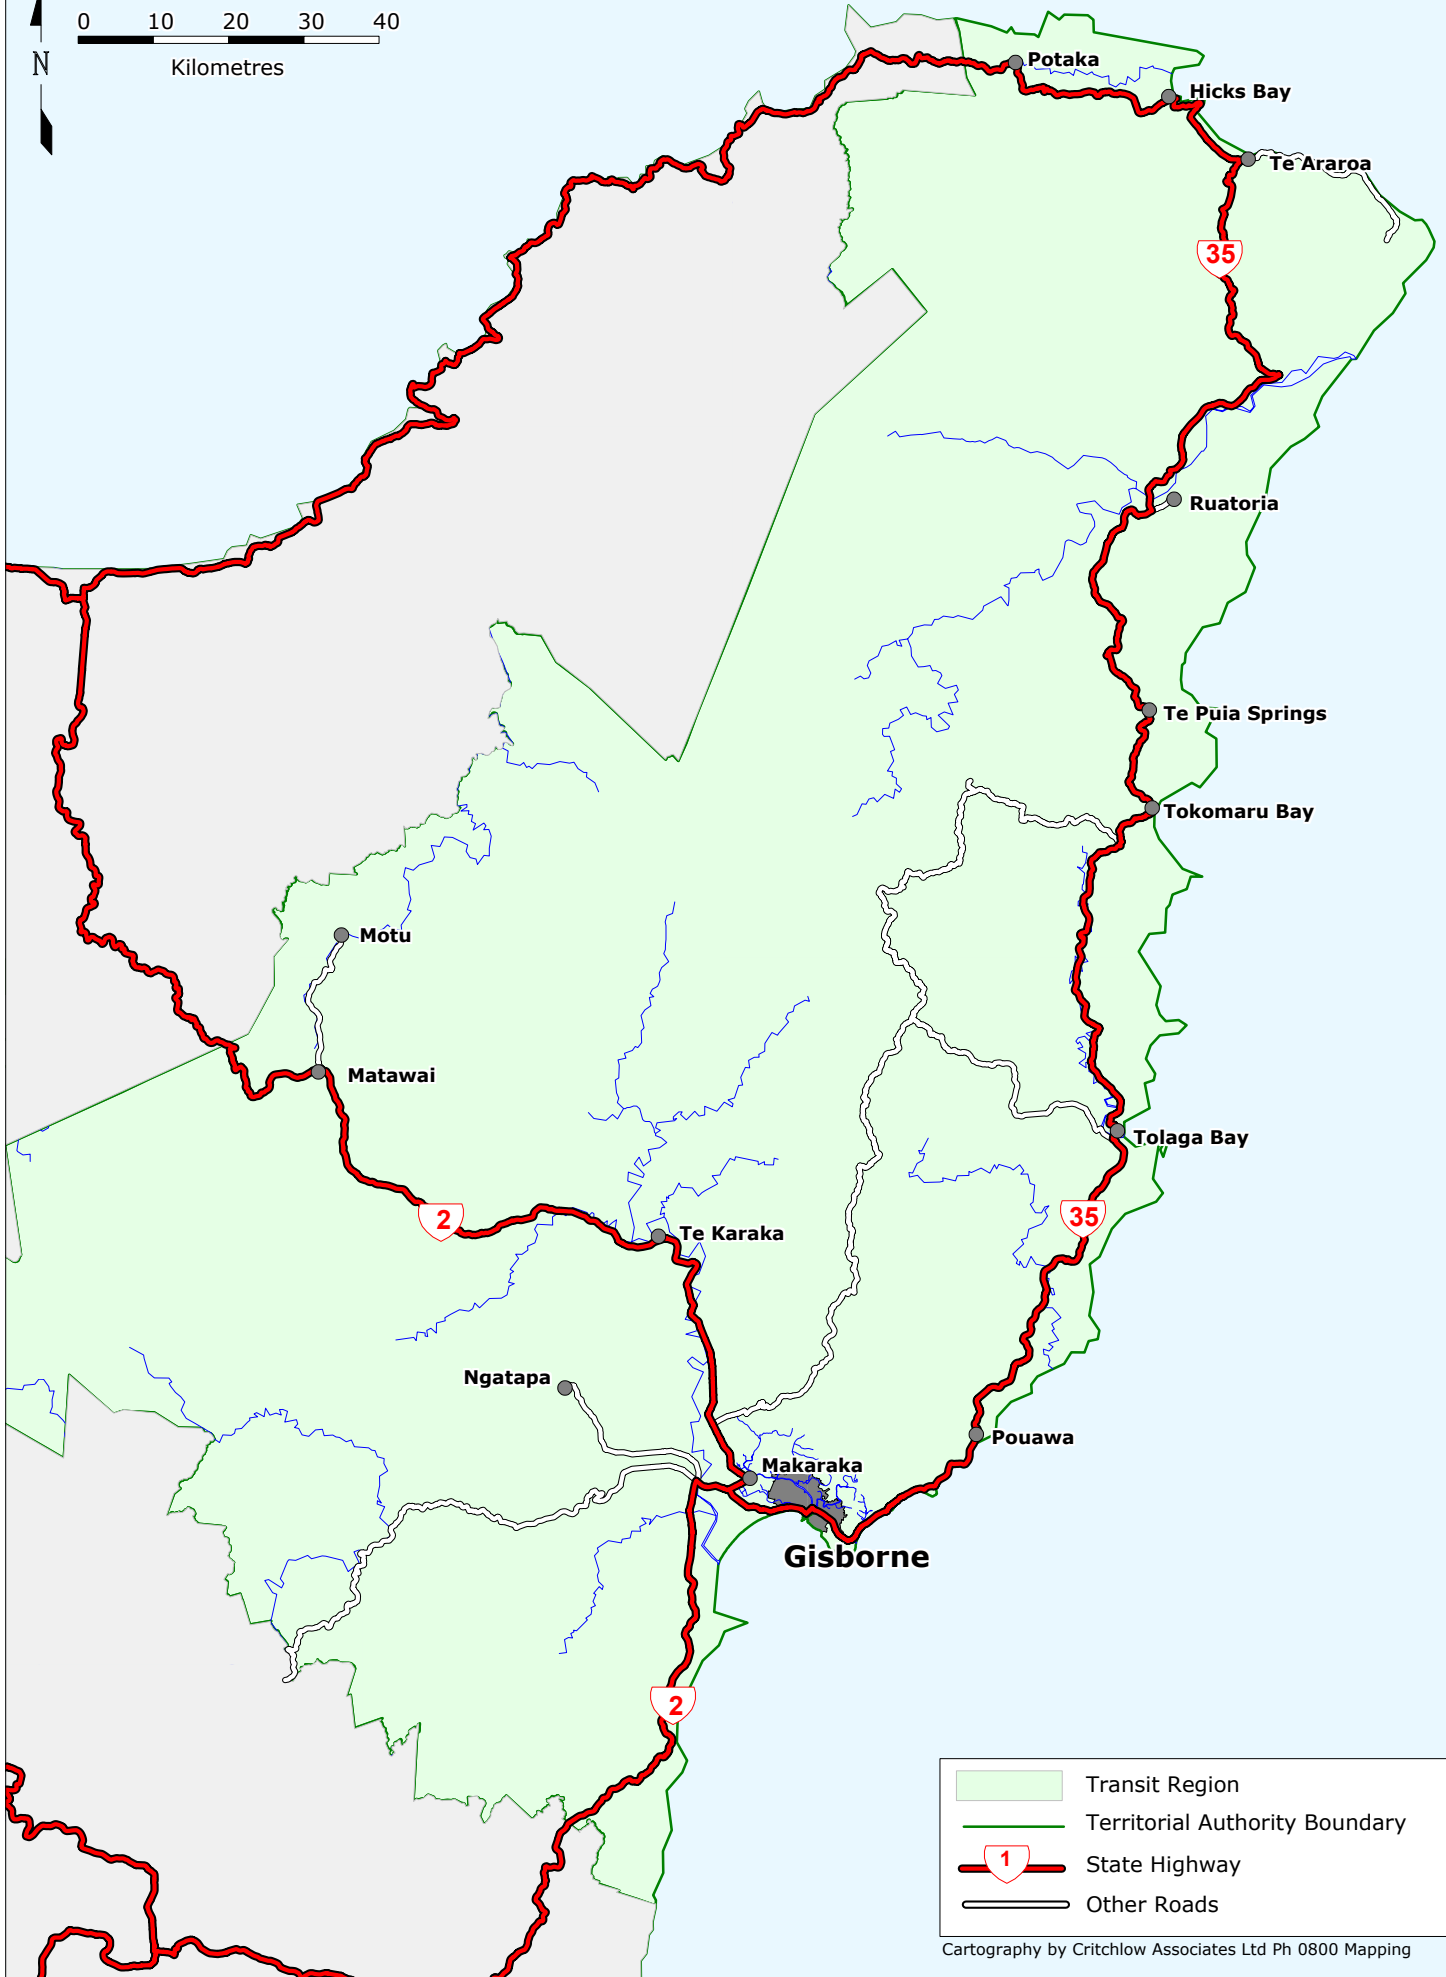 0 10 20 30 40
Kilometres
N
Potaka
Hicks Bay
Te Araroa
35
Ruatoria
Te Puia Springs
Tokomaru Bay
Motu
Matawai
Tolaga Bay
2
35
Te Karaka
Ngatapa
Pouawa
Makaraka
Gisborne
2
Transit Region
Territorial Authority Boundary
1
State Highway
Other Roads
Cartography by Critchlow Associates Ltd Ph 0800 Mapping